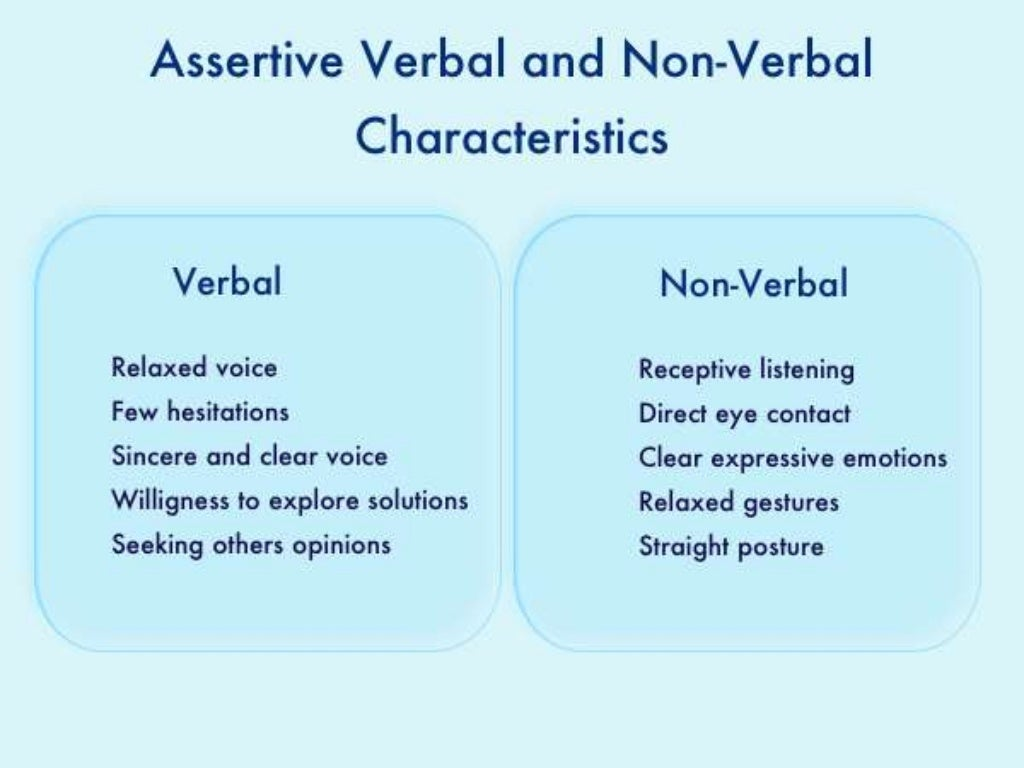 Assertive Verbal and Non-Verbal
Characteristics
Verbal
Relaxed voice
Few hesitations
Sincere and clear voice
Willigness to explore solutions
Seeking others opinions
Non-Verbal
Receptive listening
Direct eye contact
Clear expressive emotions
Relaxed gestures
Straight posture